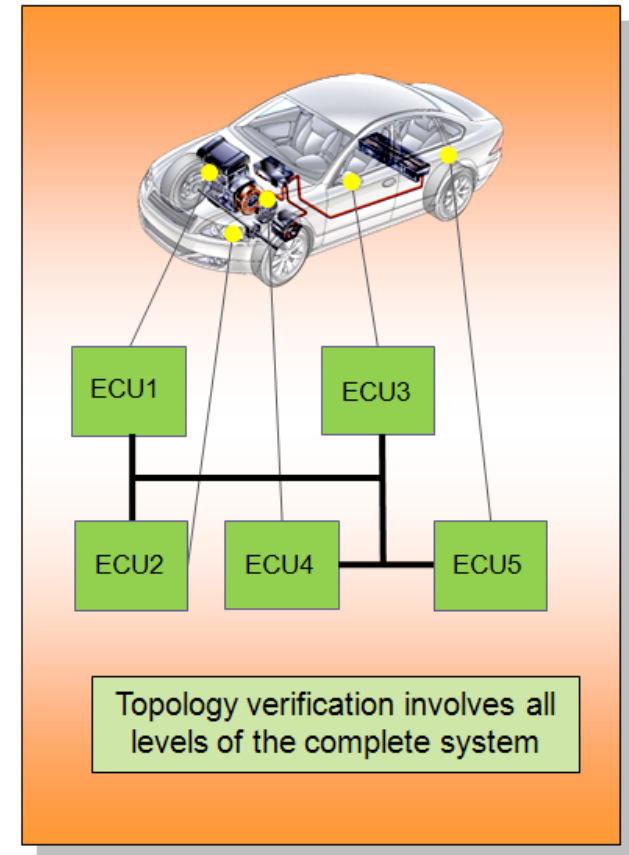 ECU1
ECU3
ECU2
ECU4
ECU5
Topology verification involves all
levels of the complete system